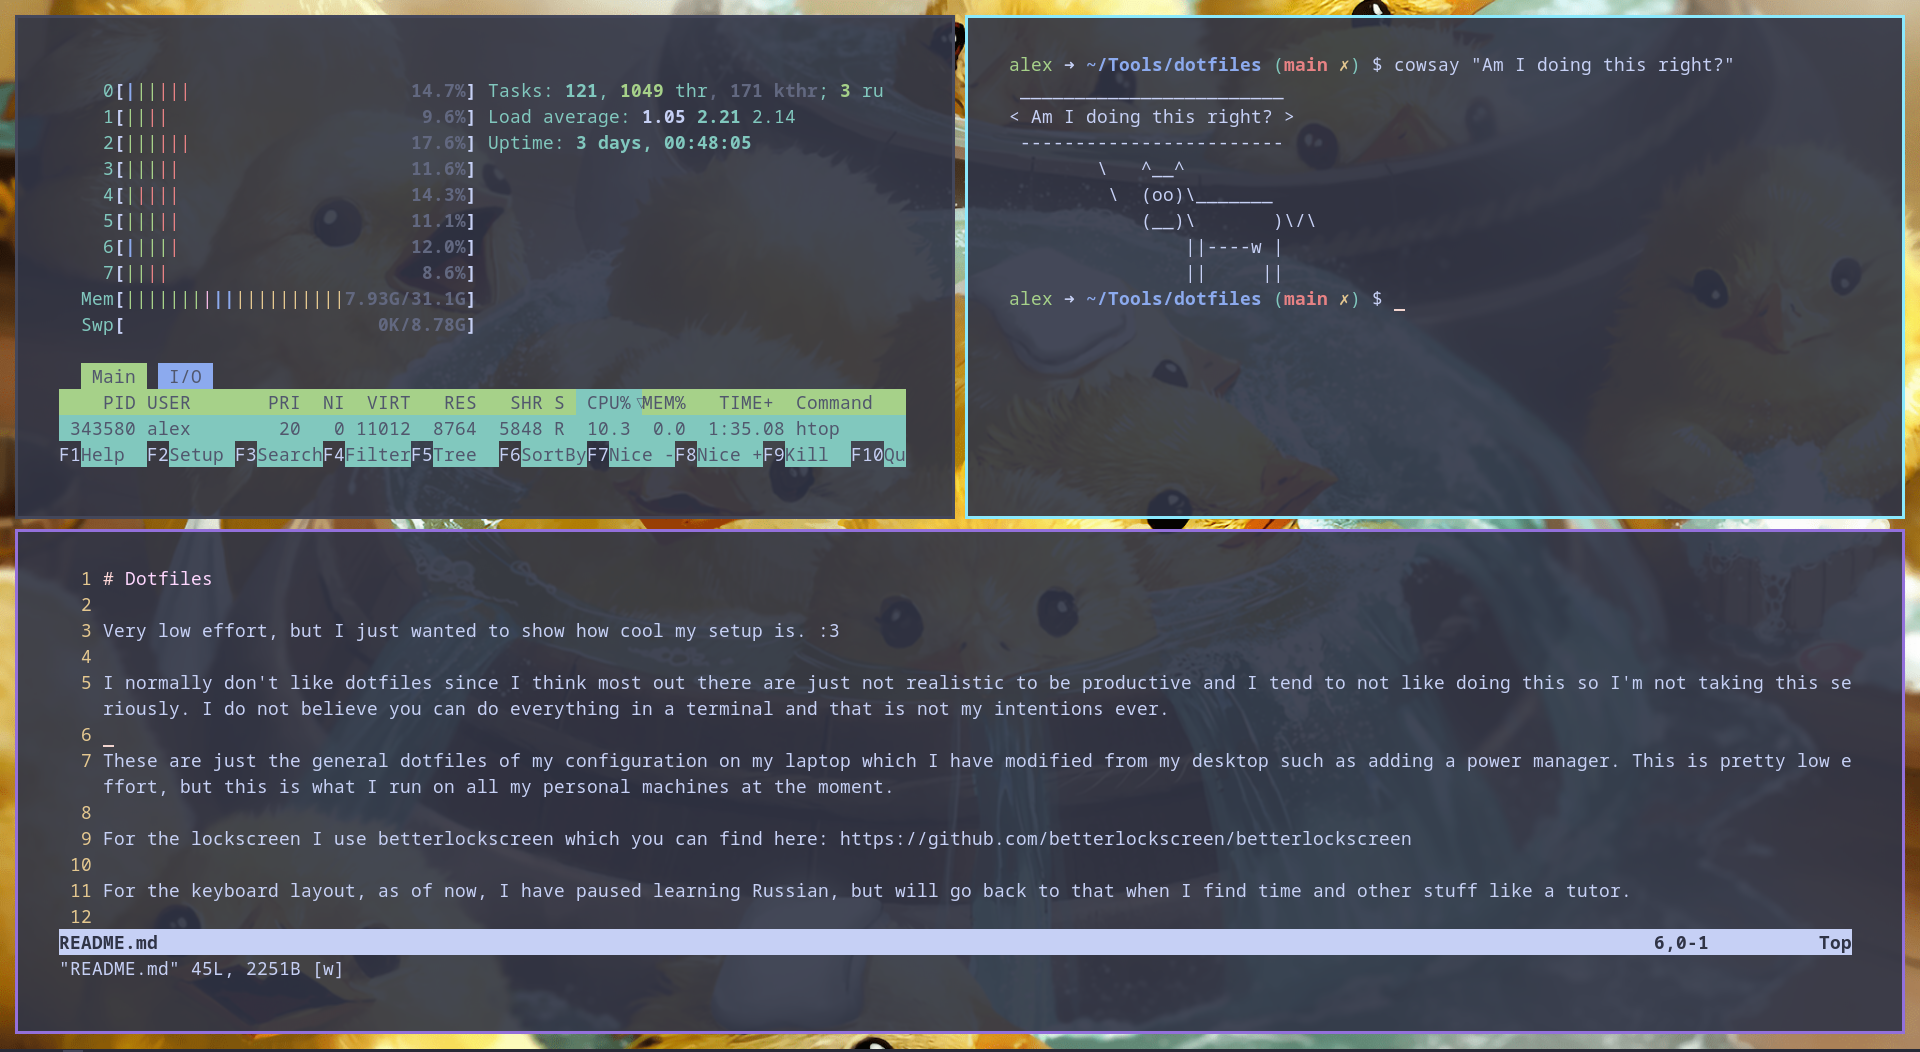 0[||||||                    14.7%] Tasks: 121, 1049 thr, 171 kthr; 3 ru
1[||||                       9.6%] Load average: 1.05 2.21 2.14
2[||||||                    17.6%] Uptime: 3 days, 00:48:05
3[|||||                     11.6%]
4[|||||                     14.3%]
5[|||||                     11.1%]
6[|||||                     12.0%]
7[||||                       8.6%]
Mem[||||||||||||||||||||7.93G/31.1G]
Swp[                       0K/8.78G]
Main I/O
PID USER       PRI  NI  VIRT   RES   SHR S  CPU%▽MEM%   TIME+  Command
343580 alex        20   0 11012  8764  5848 R  10.3  0.0  1:35.08 htop
F1Help  F2Setup F3SearchF4FilterF5Tree  F6SortByF7Nice -F8Nice +F9Kill  F10Qu
alex ➜ ~/Tools/dotfiles (main ✗) $ cowsay "Am I doing this right?"
 ________________________
< Am I doing this right? >
 ------------------------
        \   ^__^
         \  (oo)\_______
            (__)\       )\/\
                ||----w |
                ||     ||
alex ➜ ~/Tools/dotfiles (main ✗) $ _
1 # Dotfiles
2
3 Very low effort, but I just wanted to show how cool my setup is. :3
4
5 I normally don't like dotfiles since I think most out there are just not realistic to be productive and I tend to not like doing this so I'm not taking this se
riously. I do not believe you can do everything in a terminal and that is not my intentions ever.
6
7 These are just the general dotfiles of my configuration on my laptop which I have modified from my desktop such as adding a power manager. This is pretty low e
ffort, but this is what I run on all my personal machines at the moment.
8
9 For the lockscreen I use betterlockscreen which you can find here: https://github.com/betterlockscreen/betterlockscreen
10
11 For the keyboard layout, as of now, I have paused learning Russian, but will go back to that when I find time and other stuff like a tutor.
12
README.md 6,0-1 Top
"README.md" 45L, 2251B [w]